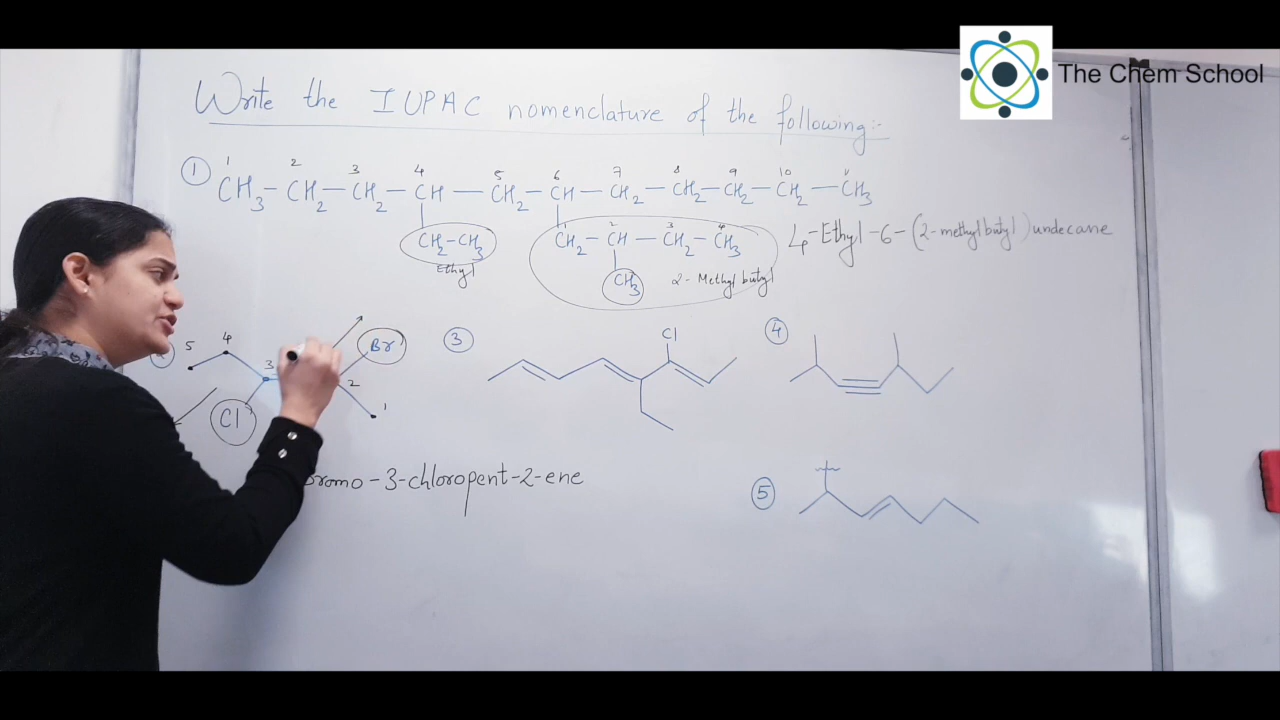 The Chem School
Write the IUPAC nomenclature of the following:-
1 2 3 4 5 6 7 8 9 10 11
① CH3 – CH2 – CH2 – CH – CH2 – CH – CH2 – CH2 – CH2 – CH2 – CH3
1 2 3 4
CH2–CH3 CH2 – CH – CH2 – CH3 4-Ethyl-6-(2-methylbutyl)undecane
Ethyl CH3 2-Methyl butyl
5 4 3 2 1
Br Cl
③ Cl
④
romo-3-chloropent-2-ene
⑤